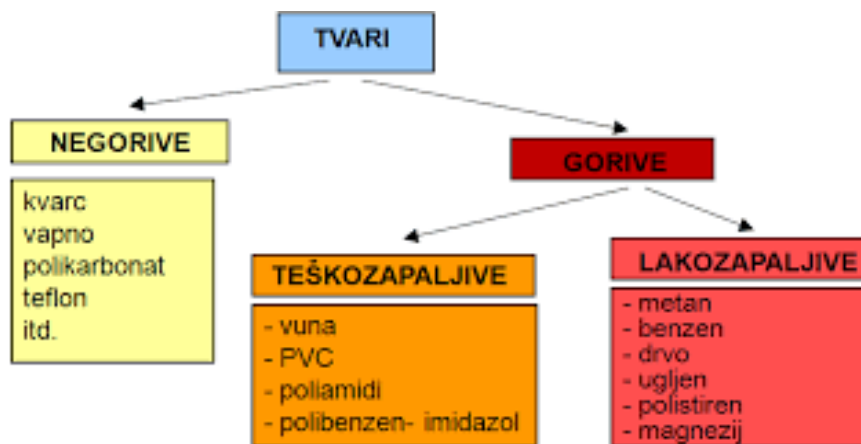 TVARI
NEGORIVE
kvarc
vapno
polikarbonat
teflon
itd.
GORIVE
TEŠKOZAPALJIVE
- vuna
- PVC
- poliamidi
- polibenzen- imidazol
LAKOZAPALJIVE
- metan
- benzen
- drvo
- ugljen
- polistiren
- magnezij